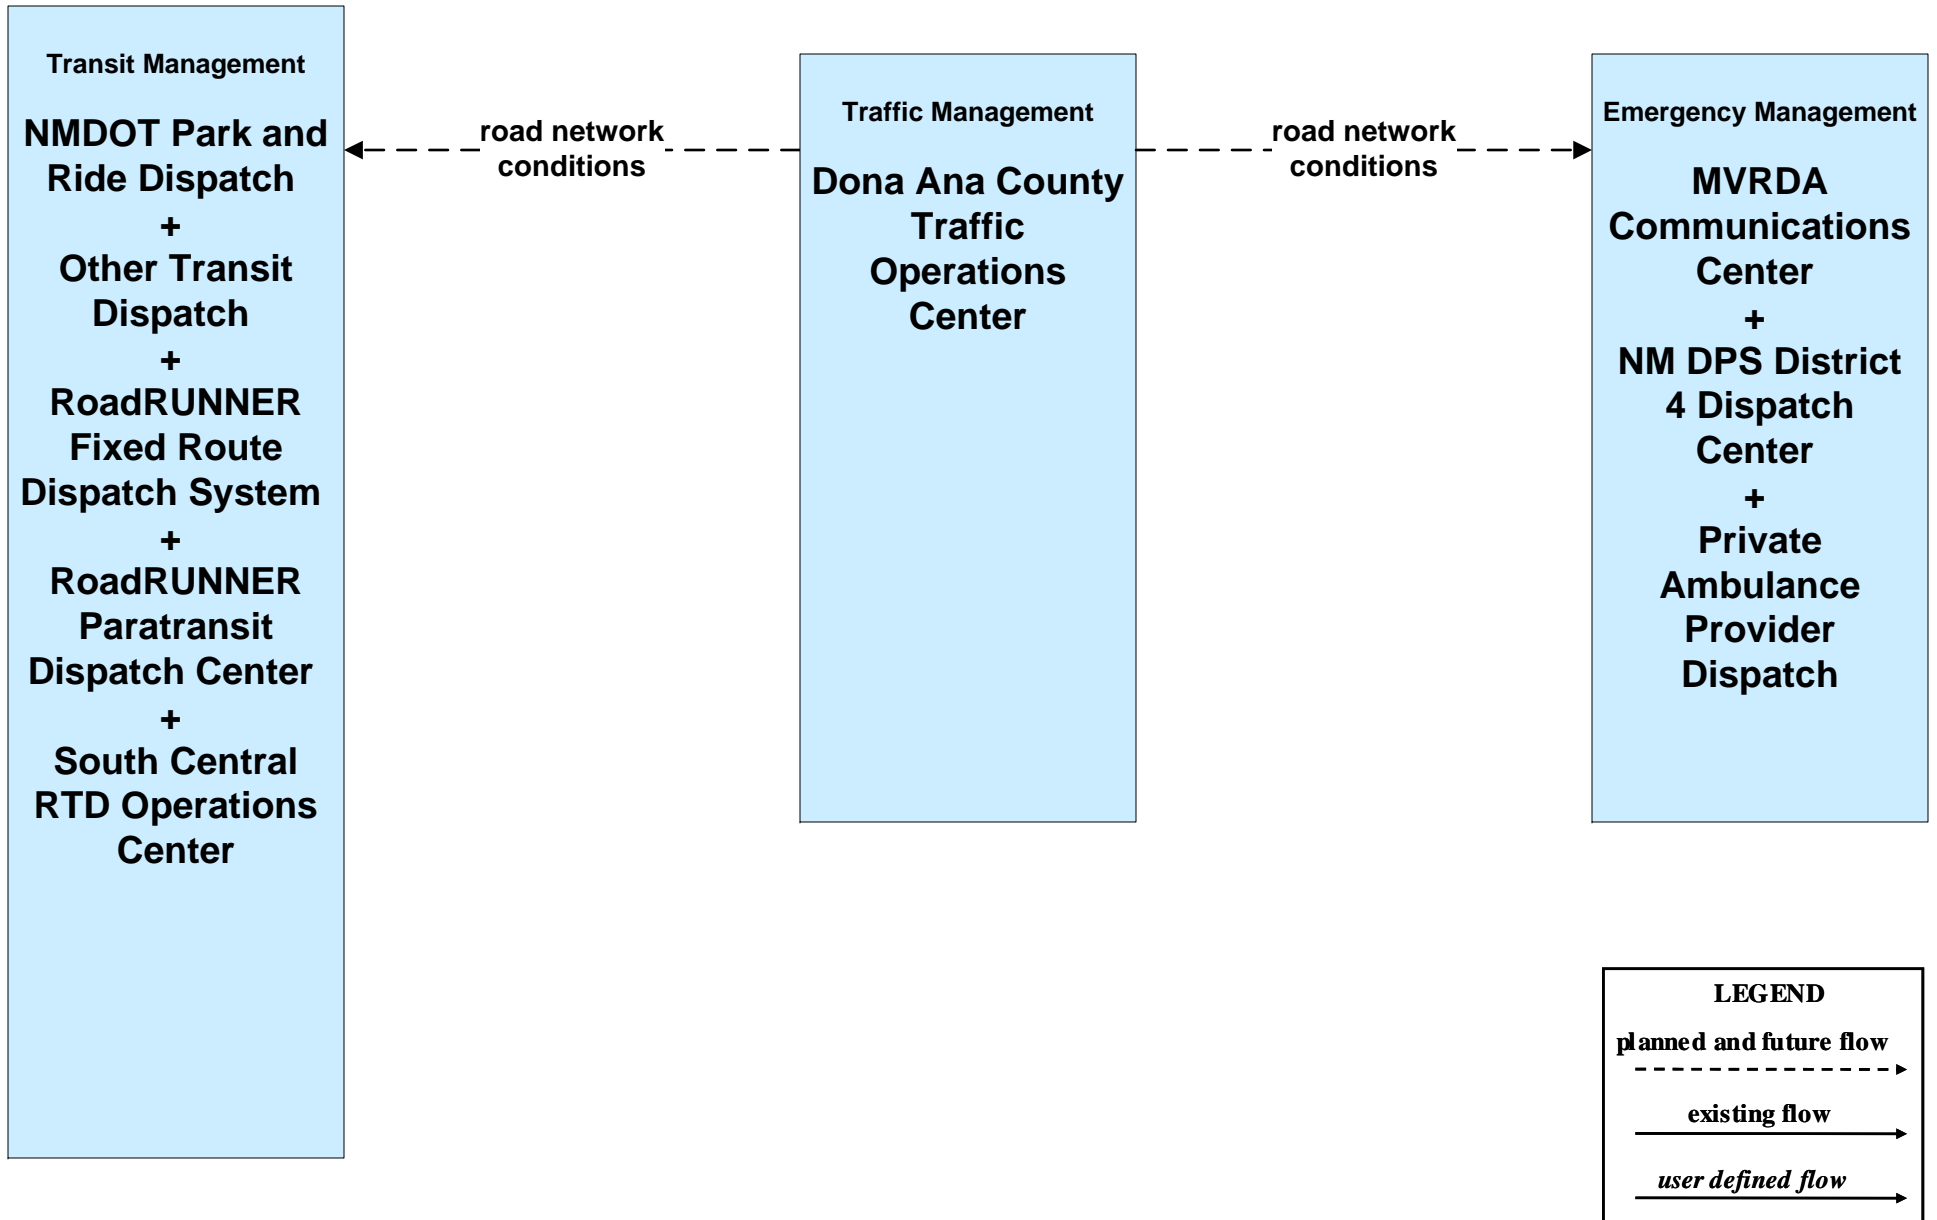 Transit Management
NMDOT Park and
Ride Dispatch
+
Other Transit
Dispatch
+
RoadRUNNER
Fixed Route
Dispatch System
+
RoadRUNNER
Paratransit
Dispatch Center
+
South Central
RTD Operations
Center
road network
conditions
Traffic Management
Dona Ana County
Traffic
Operations
Center
road network
conditions
Emergency Management
MVRDA
Communications
Center
+
NM DPS District
4 Dispatch
Center
+
Private
Ambulance
Provider
Dispatch
LEGEND
planned and future flow
existing flow
user defined flow